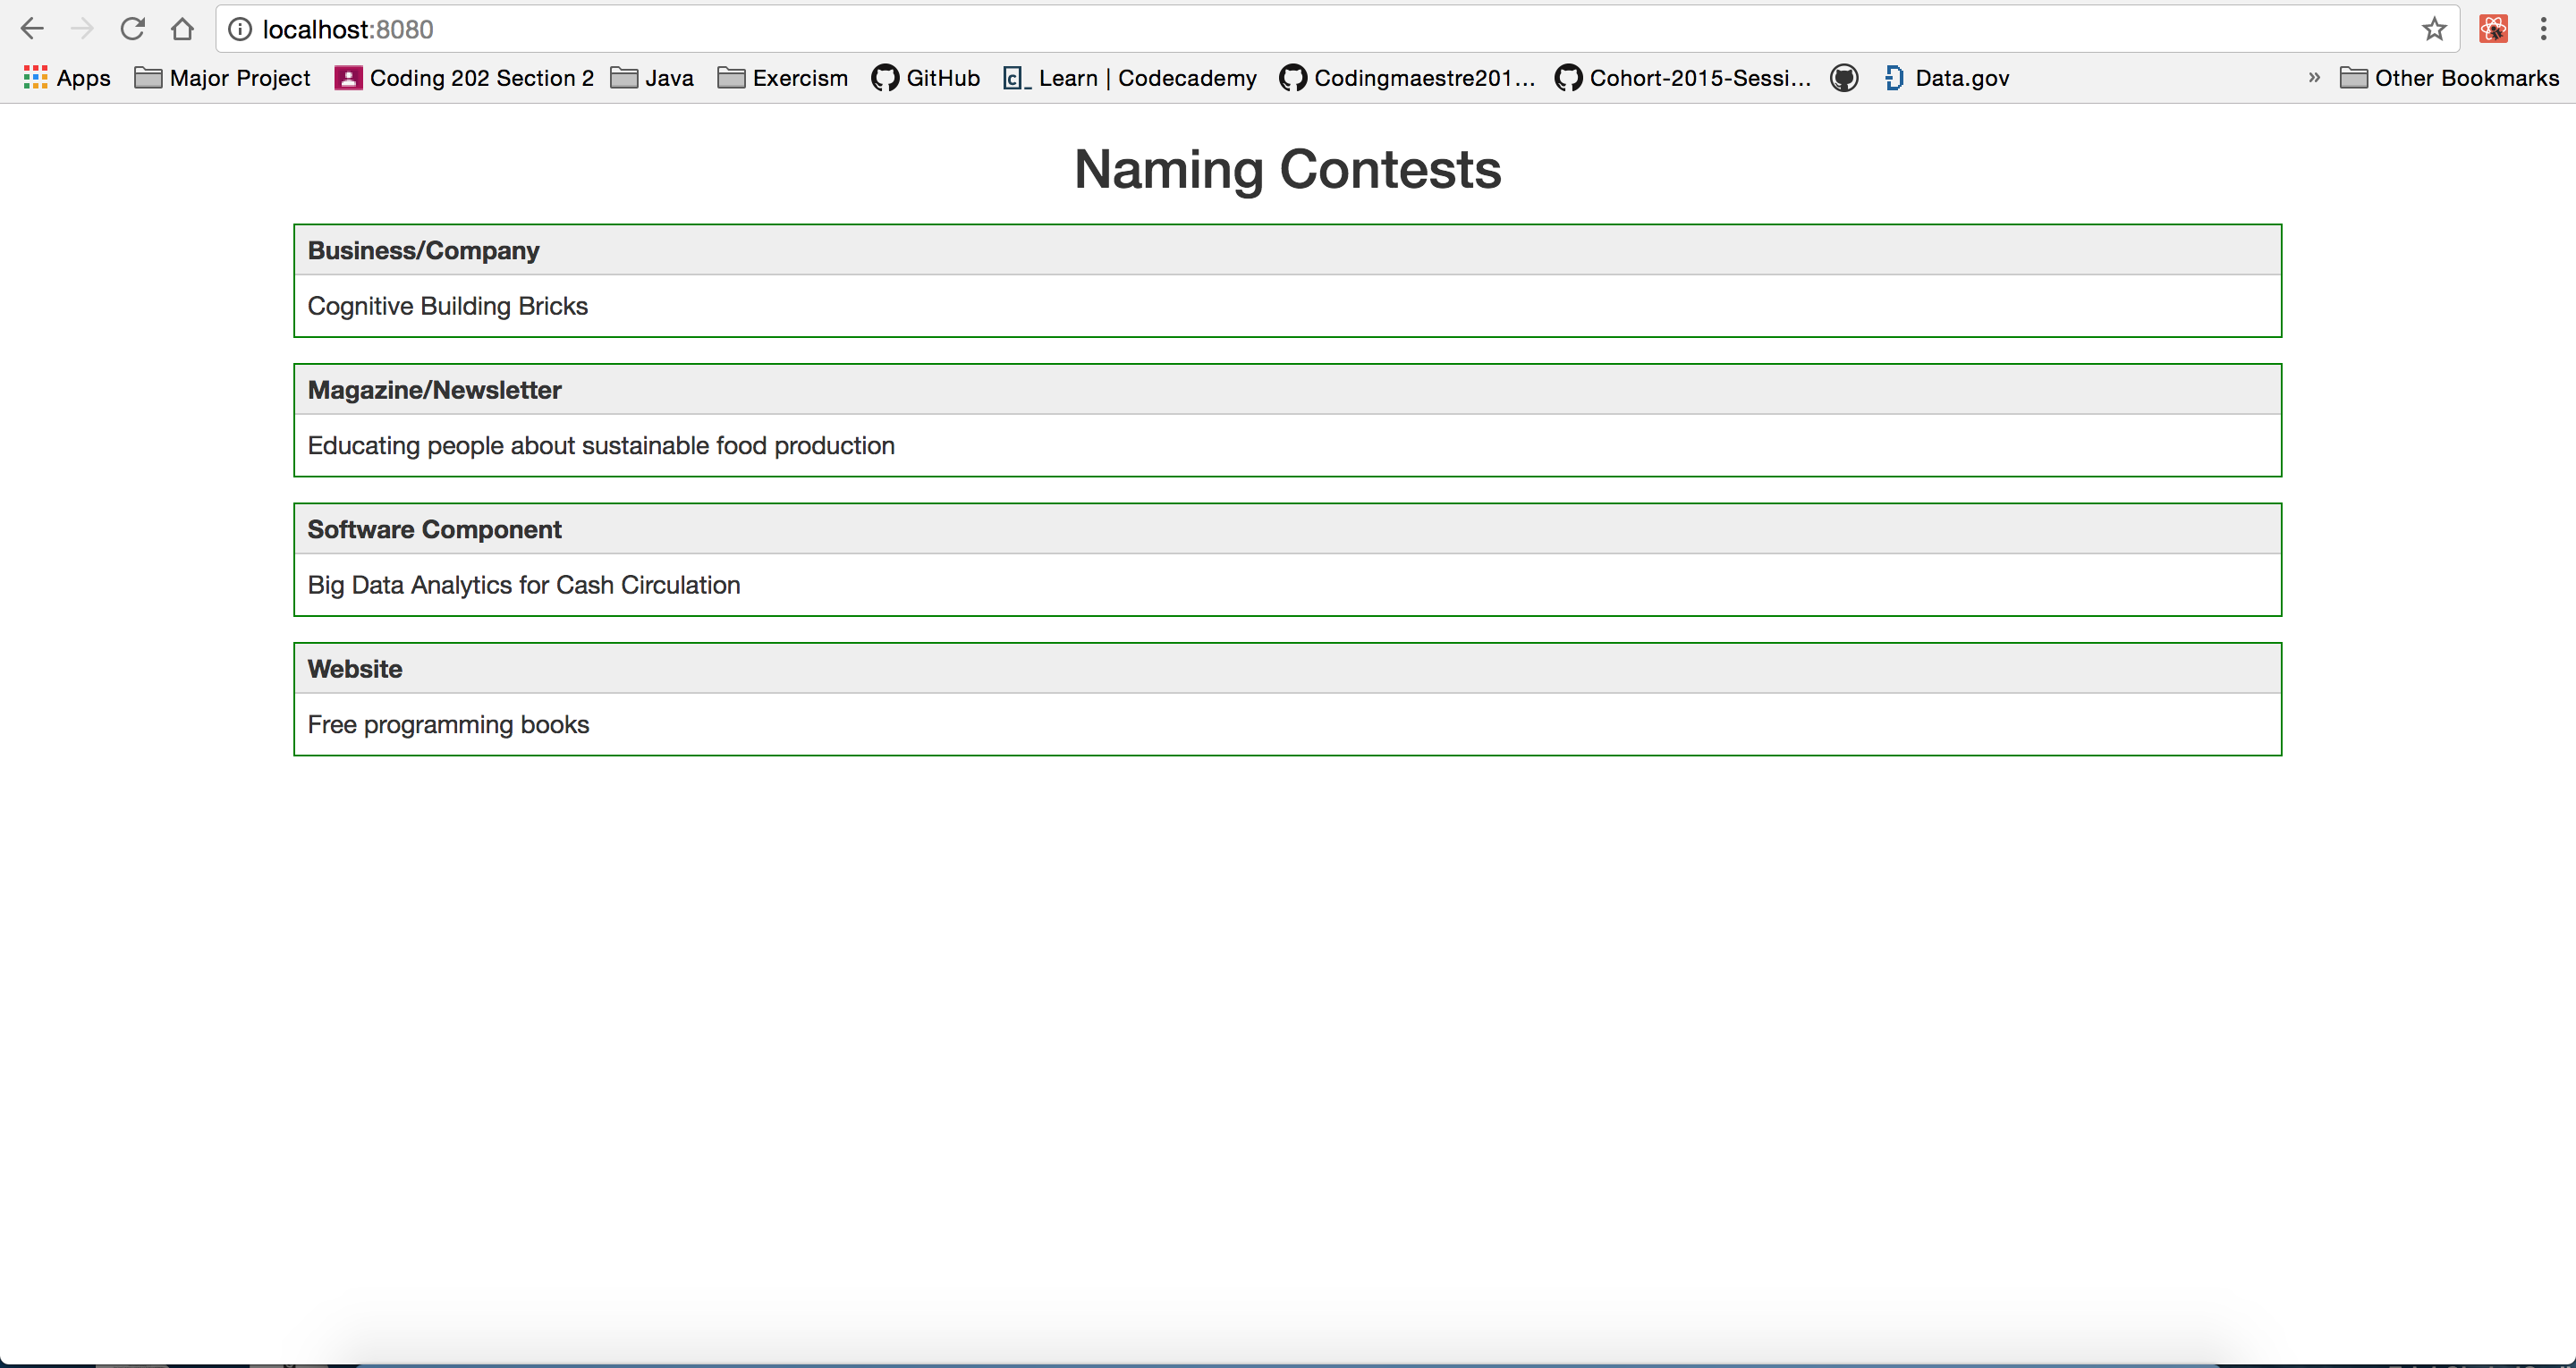 localhost:8080
Apps Major Project Coding 202 Section 2 Java Exercism GitHub Learn | Codecademy Codingmaestre201... Cohort-2015-Sessi... Data.gov » Other Bookmarks
Naming Contests
Business/Company
Cognitive Building Bricks
Magazine/Newsletter
Educating people about sustainable food production
Software Component
Big Data Analytics for Cash Circulation
Website
Free programming books